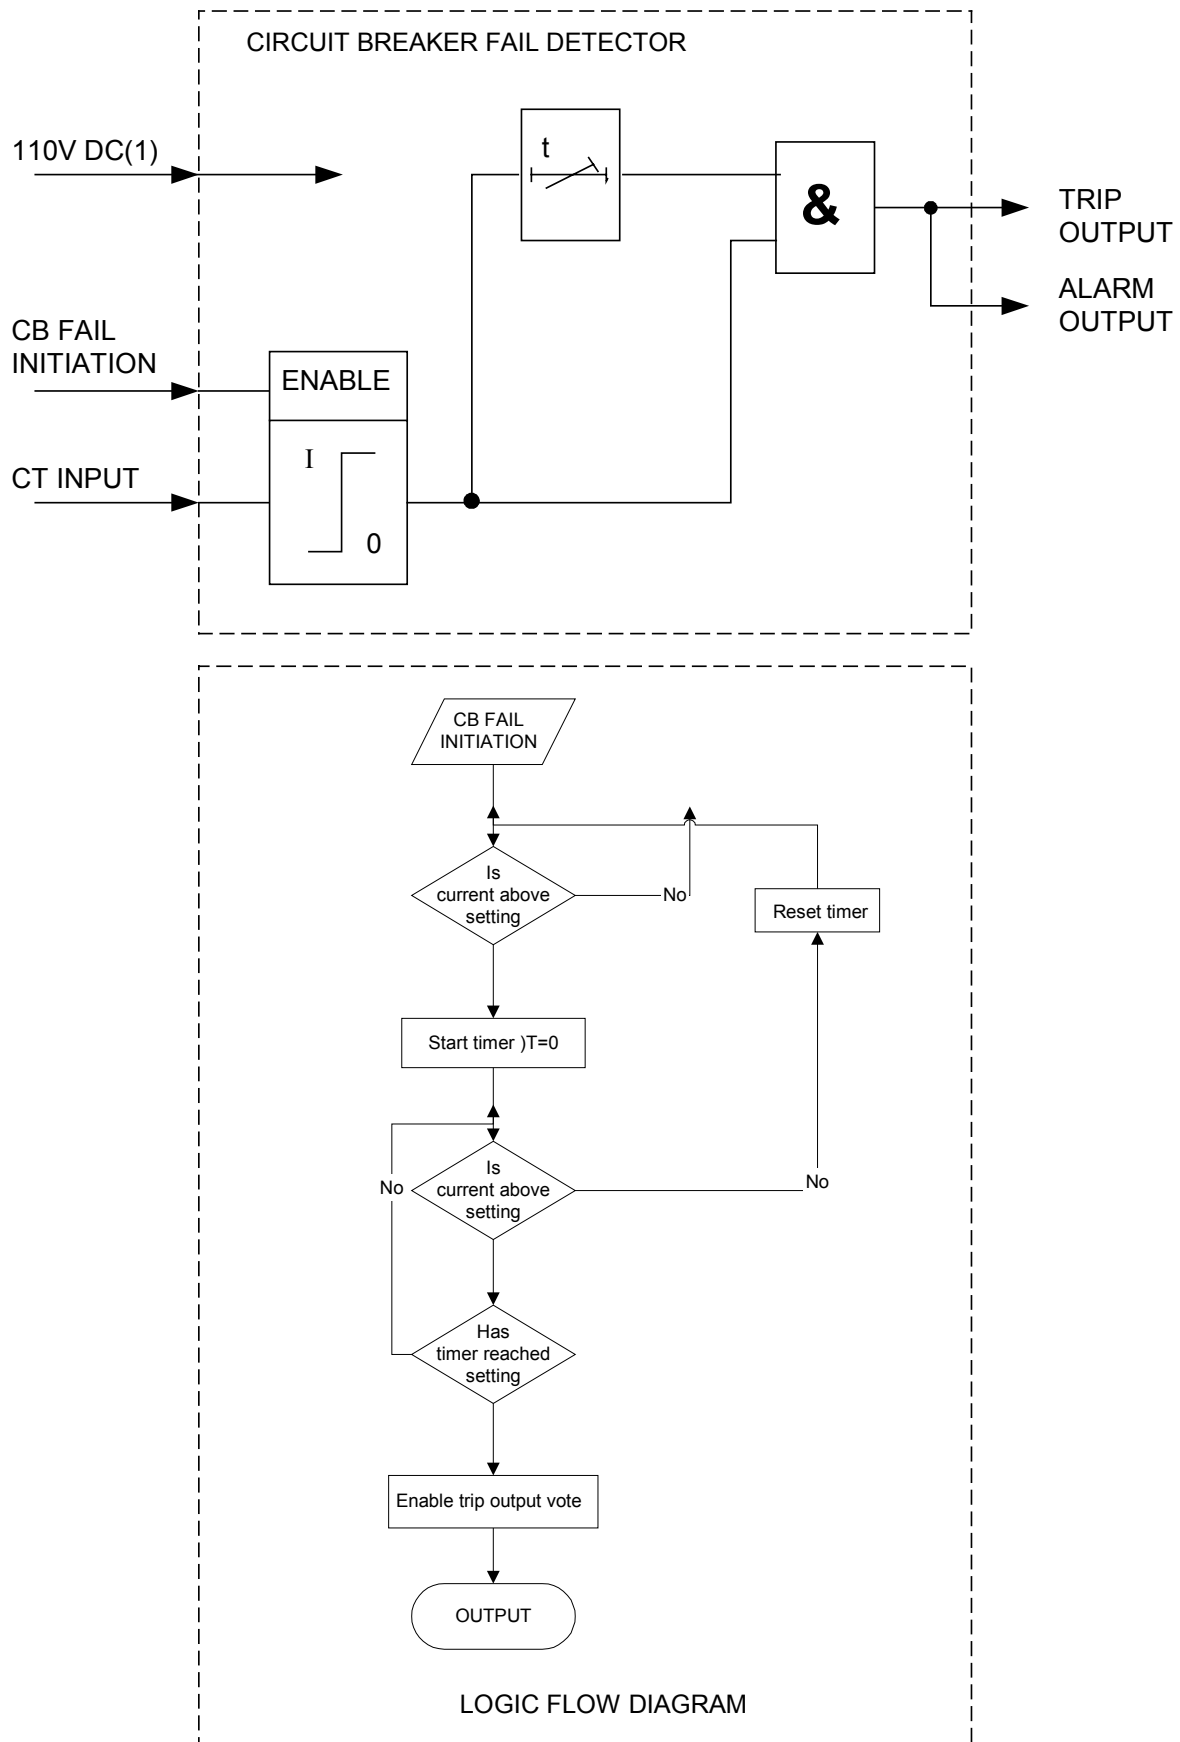 CIRCUIT BREAKER FAIL DETECTOR
110V DC(1)
t
&
TRIP
OUTPUT
ALARM
OUTPUT
CB FAIL
INITIATION
ENABLE
CT INPUT
I
0
CB FAIL
INITIATION
Is
current above
setting
No
Reset timer
Start timer )T=0
Is
current above
setting
No
No
Has
timer reached
setting
Enable trip output vote
OUTPUT
LOGIC FLOW DIAGRAM